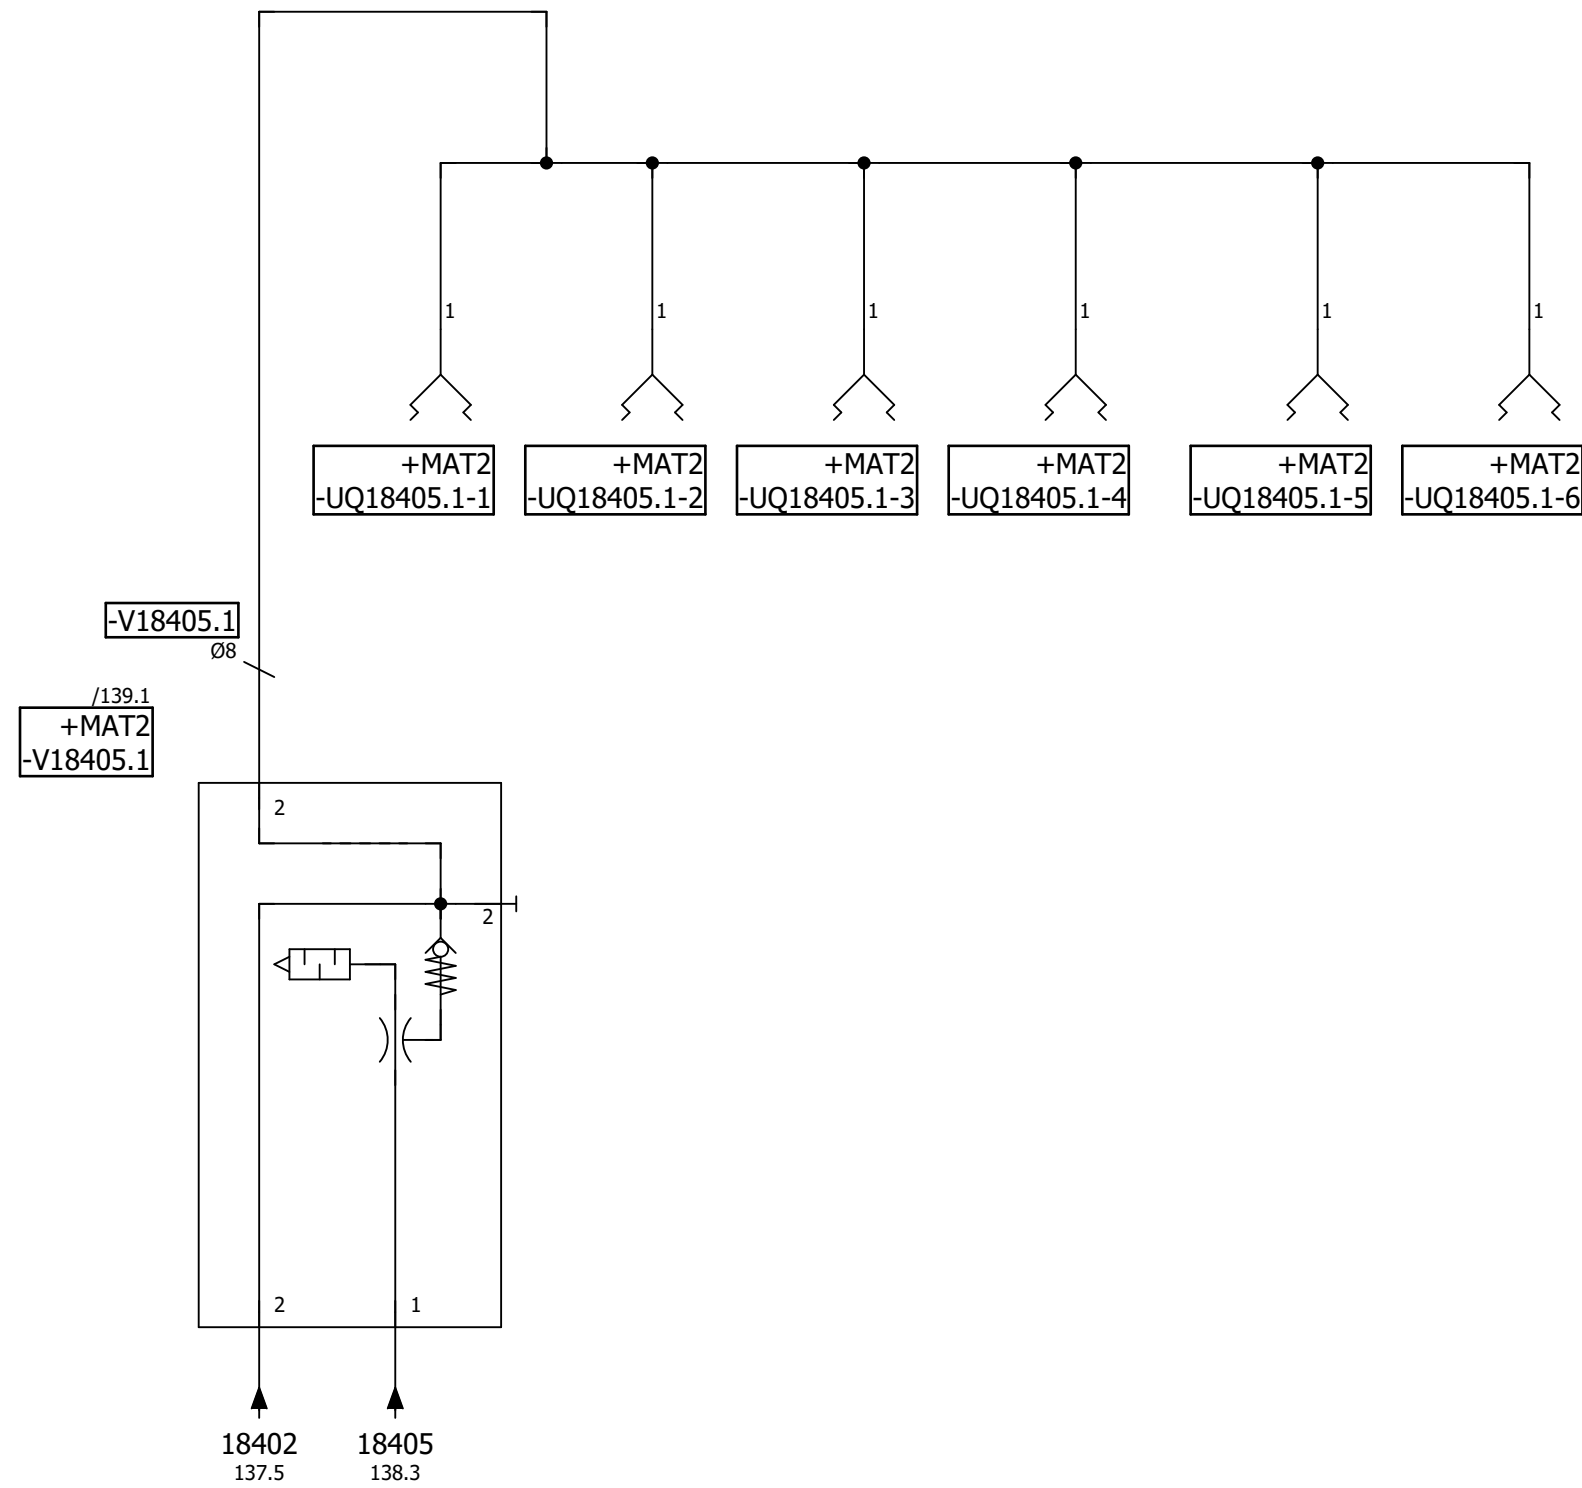 1
1
1
1
1
1
+MAT2
-UQ18405.1-1
+MAT2
-UQ18405.1-2
+MAT2
-UQ18405.1-3
+MAT2
-UQ18405.1-4
+MAT2
-UQ18405.1-5
+MAT2
-UQ18405.1-6
-V18405.1
Ø8
/139.1
+MAT2
-V18405.1
2
2
2
1
18402
137.5
18405
138.3